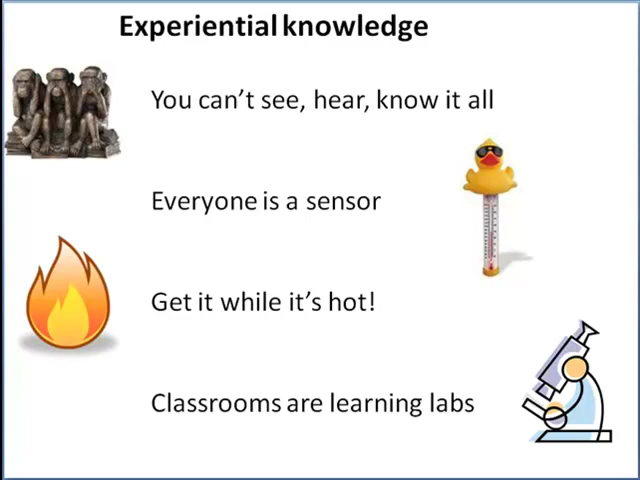 Experiential knowledge
You can't see, hear, know it all
Everyone is a sensor
Get it while it's hot!
Classrooms are learning labs